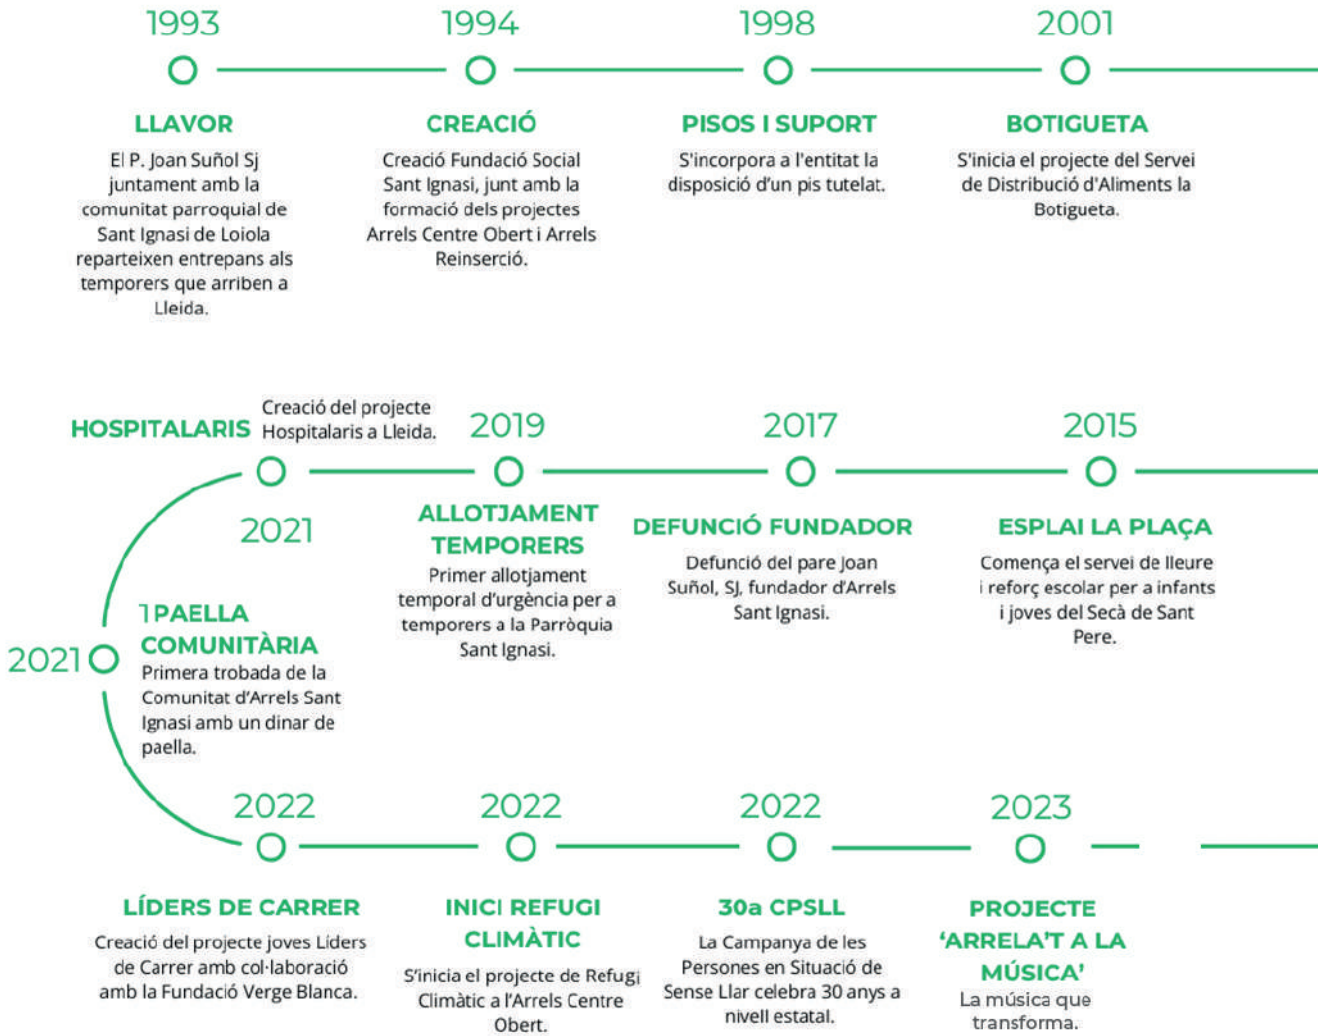 1993
LLAVOR
El P. Joan Suñol Sj
juntament amb la
comunitat parroquial de
Sant Ignasi de Loiola
reparteixen entrepans als
temporers que arriben a
Lleida.
1994
CREACIÓ
Creació Fundació Social
Sant Ignasi, junt amb la
formació dels projectes
Arrels Centre Obert i Arrels
Reinserció.
1998
PISOS I SUPORT
S'incorpora a l'entitat la
disposició d'un pis tutelat.
2001
BOTIGUETA
S'inicia el projecte del Servei
de Distribució d'Aliments la
Botigueta.
HOSPITALARIS
Creació del projecte
Hospitalaris a Lleida.
2021
2019
ALLOTJAMENT
TEMPORERS
Primer allotjament
temporal d'urgència per a
temporers a la Parròquia
Sant Ignasi.
2017
DEFUNCIÓ FUNDADOR
Defunció del pare Joan
Suñol, SJ, fundador d'Arrels
Sant Ignasi.
2015
ESPLAI LA PLAÇA
Comença el servei de lleure
i reforç escolar per a infants
i joves del Secà de Sant
Pere.
2021
1 PAELLA
COMUNITÀRIA
Primera trobada de la
Comunitat d'Arrels Sant
Ignasi amb un dinar de
paella.
2022
LÍDERS DE CARRER
Creació del projecte joves Líders
de Carrer amb col·laboració
amb la Fundació Verge Blanca.
2022
INICI REFUGI
CLIMÀTIC
S'inicia el projecte de Refugi
Climàtic a l'Arrels Centre
Obert.
2022
30a CPSLL
La Campanya de les
Persones en Situació de
Sense Llar celebra 30 anys a
nivell estatal.
2023
PROJECTE
'ARRELA'T A LA
MÚSICA'
La música que
transforma.